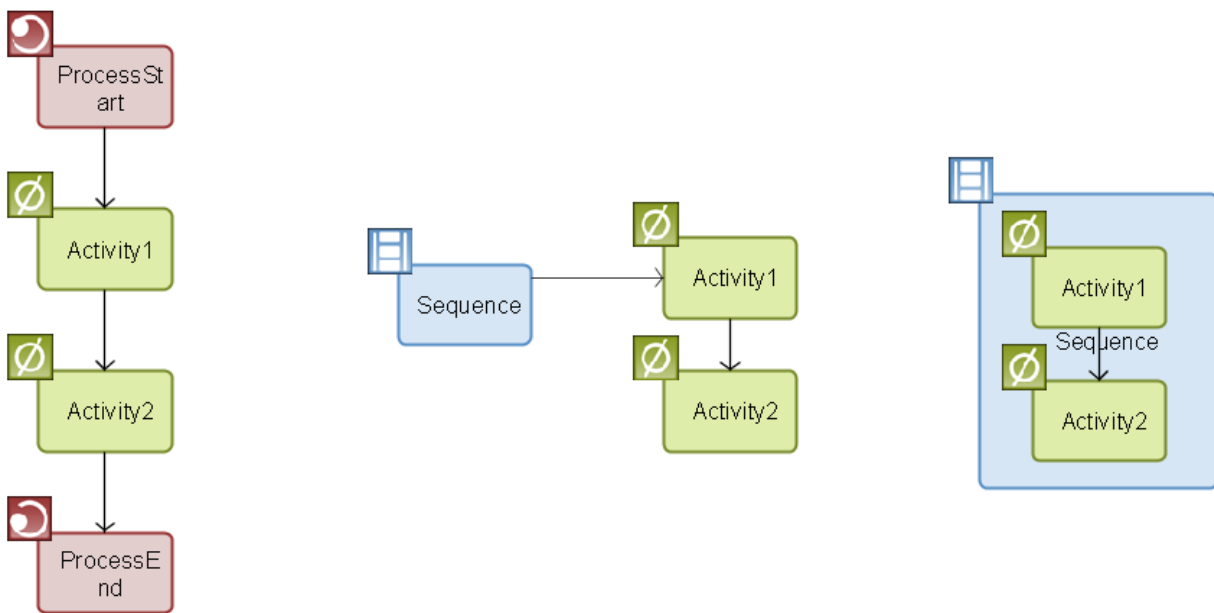 ProcessSt
art
Activity1
Activity2
ProcessE
nd
Sequence
Activity1
Activity2
Activity1
Sequence
Activity2